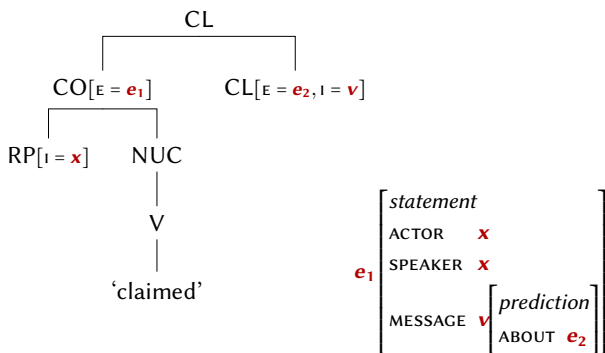 CL
CO[E = e₁] CL[E = e₂, I = v]
RP[I = x] NUC
V
‘claimed’
e₁
statement
ACTOR x
SPEAKER x
MESSAGE v
prediction
ABOUT e₂